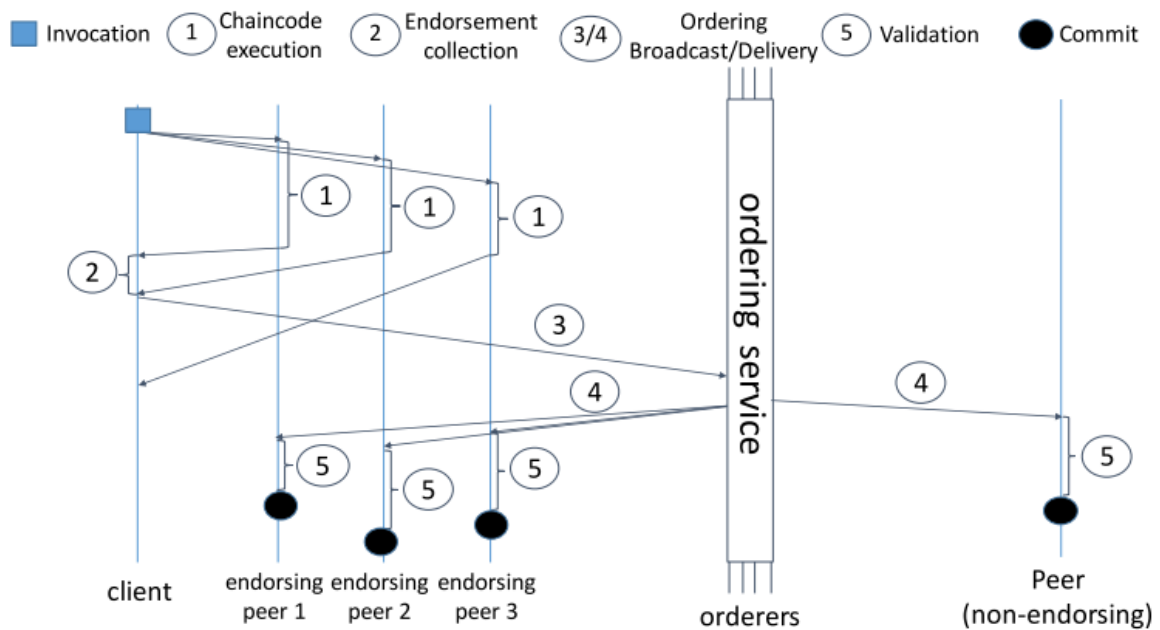 Invocation
1
Chaincode
execution
2
Endorsement
collection
3/4
Ordering
Broadcast/Delivery
5
Validation
Commit
1
1
1
2
3
4
4
5
5
5
5
ordering service
client
endorsing
peer 1
endorsing
peer 2
endorsing
peer 3
orderers
Peer
(non-endorsing)